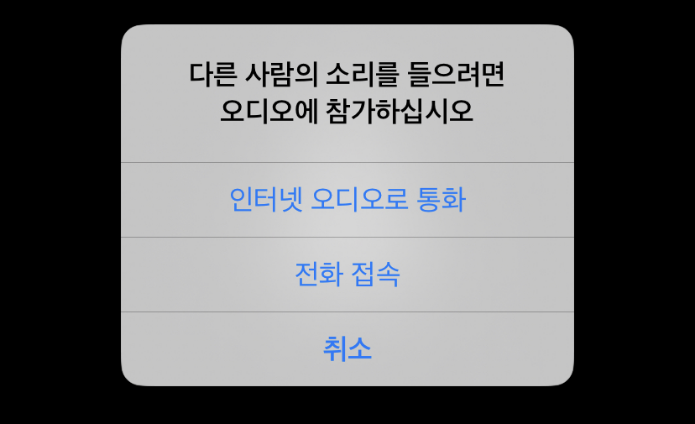 다른 사람의 소리를 들으려면
오디오에 참가하십시오
인터넷 오디오로 통화
전화 접속
취소